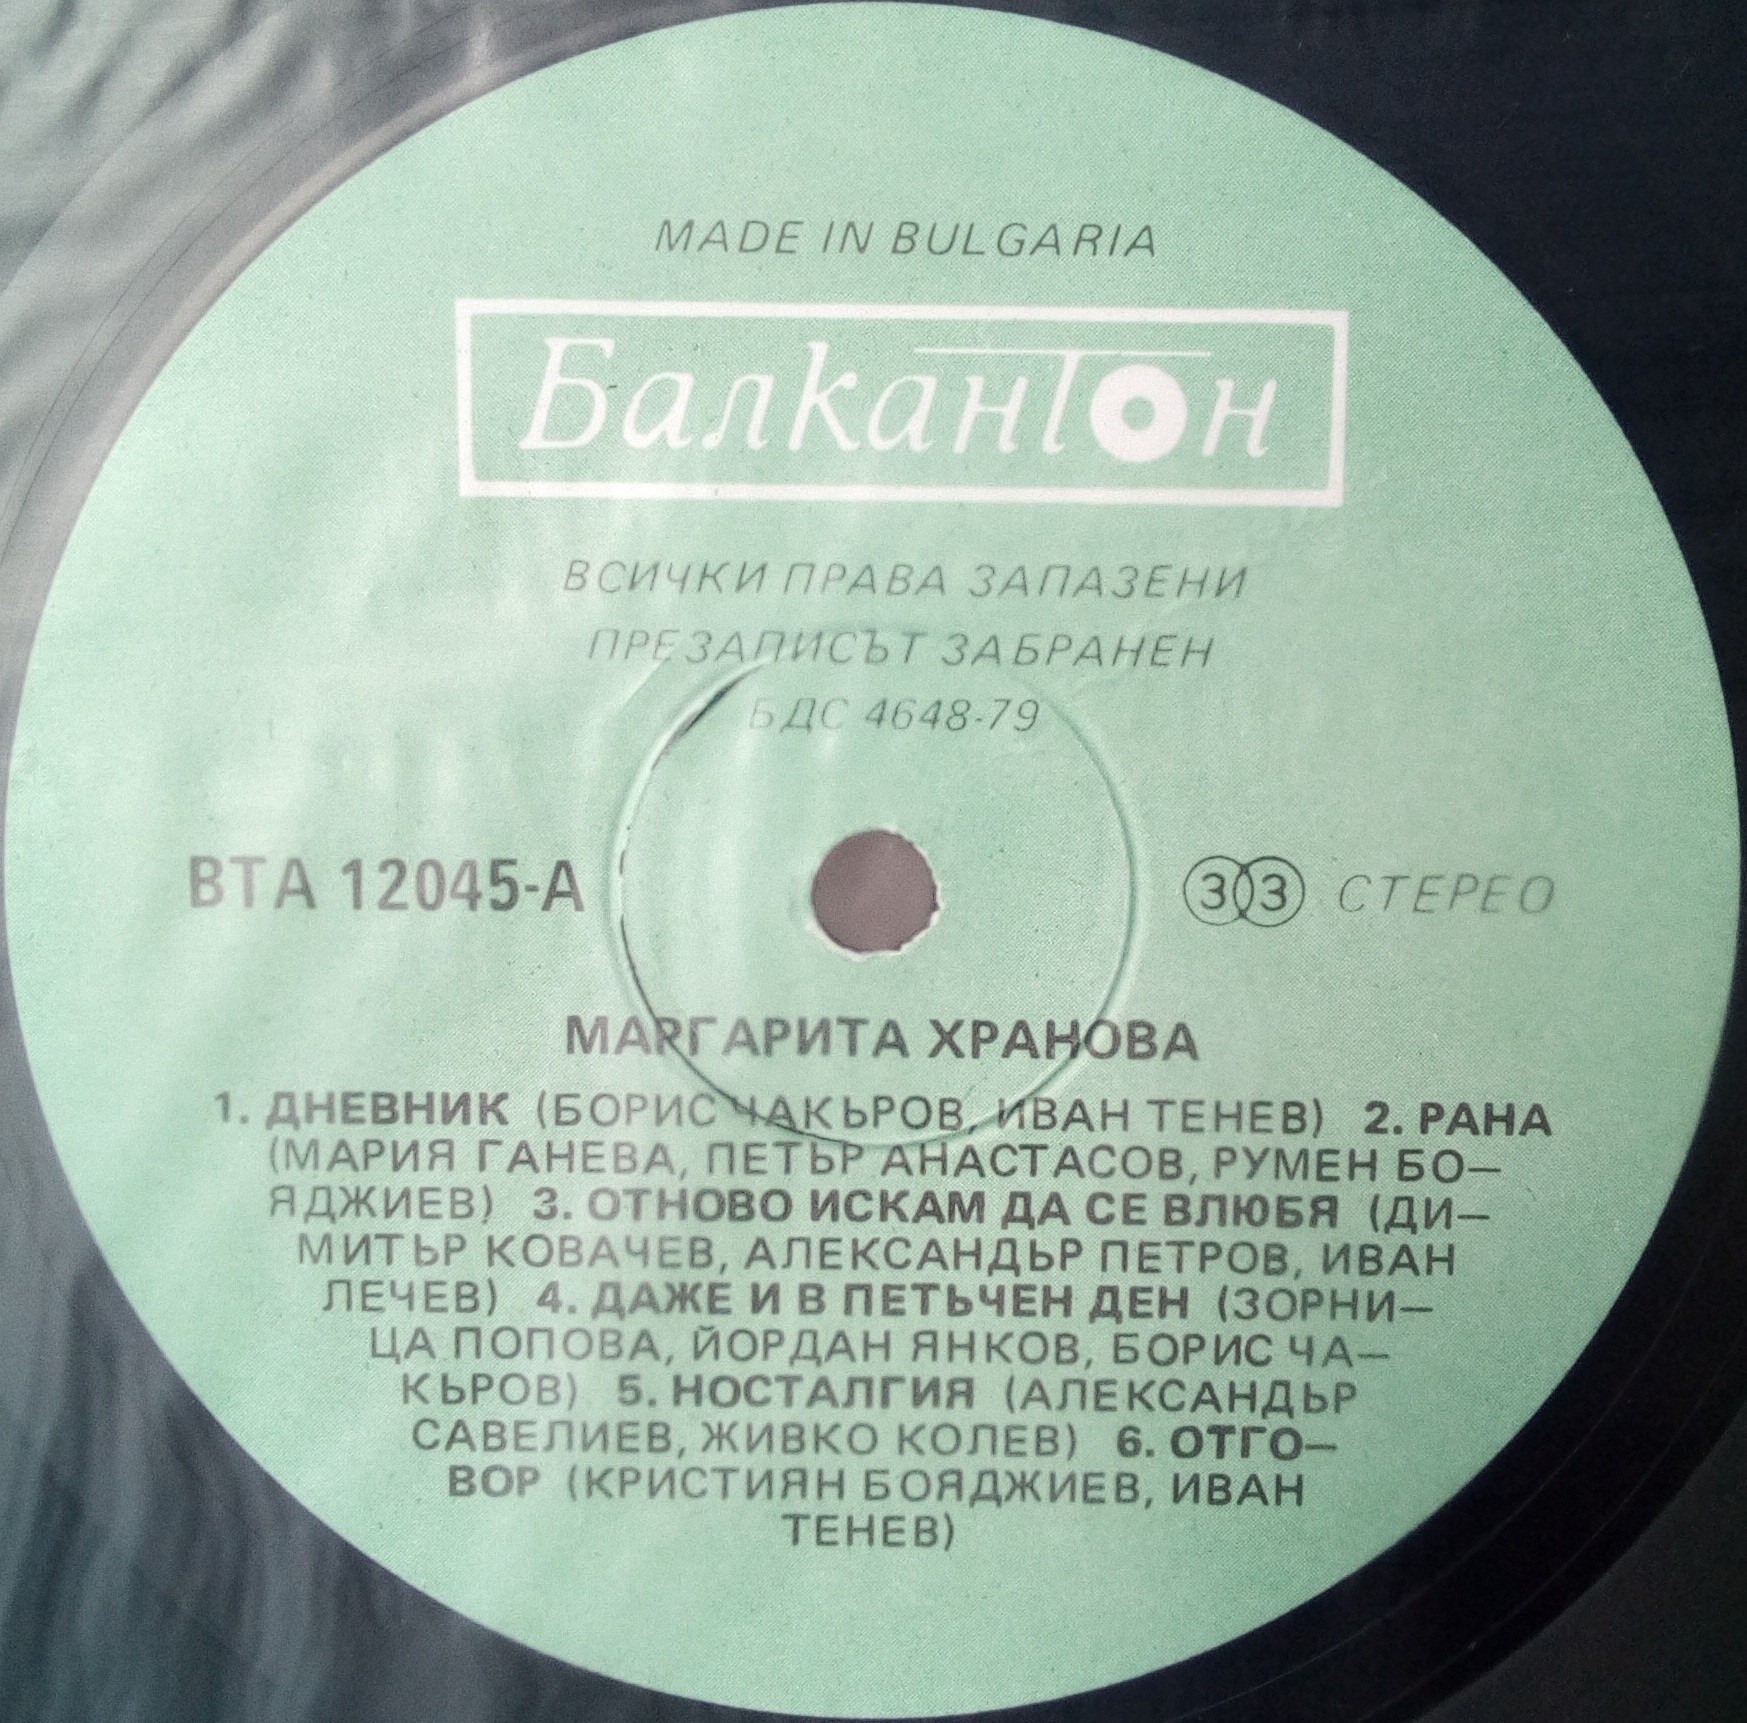 MADE IN BULGARIA
Балкантон
ВСИЧКИ ПРАВА ЗАПАЗЕНИ
ПРЕЗАПИСЪТ ЗАБРАНЕН
БДС 4648-79
ВТА 12045-А
33 СТЕРЕО
МАРГАРИТА ХРАНОВА
1. ДНЕВНИК (БОРИС ЧАКЪРОВ, ИВАН ТЕНЕВ) 2. РАНА
(МАРИЯ ГАНЕВА, ПЕТЪР АНАСТАСОВ, РУМЕН БО—
ЯДЖИЕВ) 3. ОТНОВО ИСКАМ ДА СЕ ВЛЮБЯ (ДИ—
МИТЪР КОВАЧЕВ, АЛЕКСАНДЪР ПЕТРОВ, ИВАН
ЛЕЧЕВ) 4. ДАЖЕ И В ПЕТЪЧЕН ДЕН (ЗОРНИ—
ЦА ПОПОВА, ЙОРДАН ЯНКОВ, БОРИС ЧА—
КЪРОВ) 5. НОСТАЛГИЯ (АЛЕКСАНДЪР
САВЕЛИЕВ, ЖИВКО КОЛЕВ) 6. ОТГО—
ВОР (КРИСТИЯН БОЯДЖИЕВ, ИВАН
ТЕНЕВ)